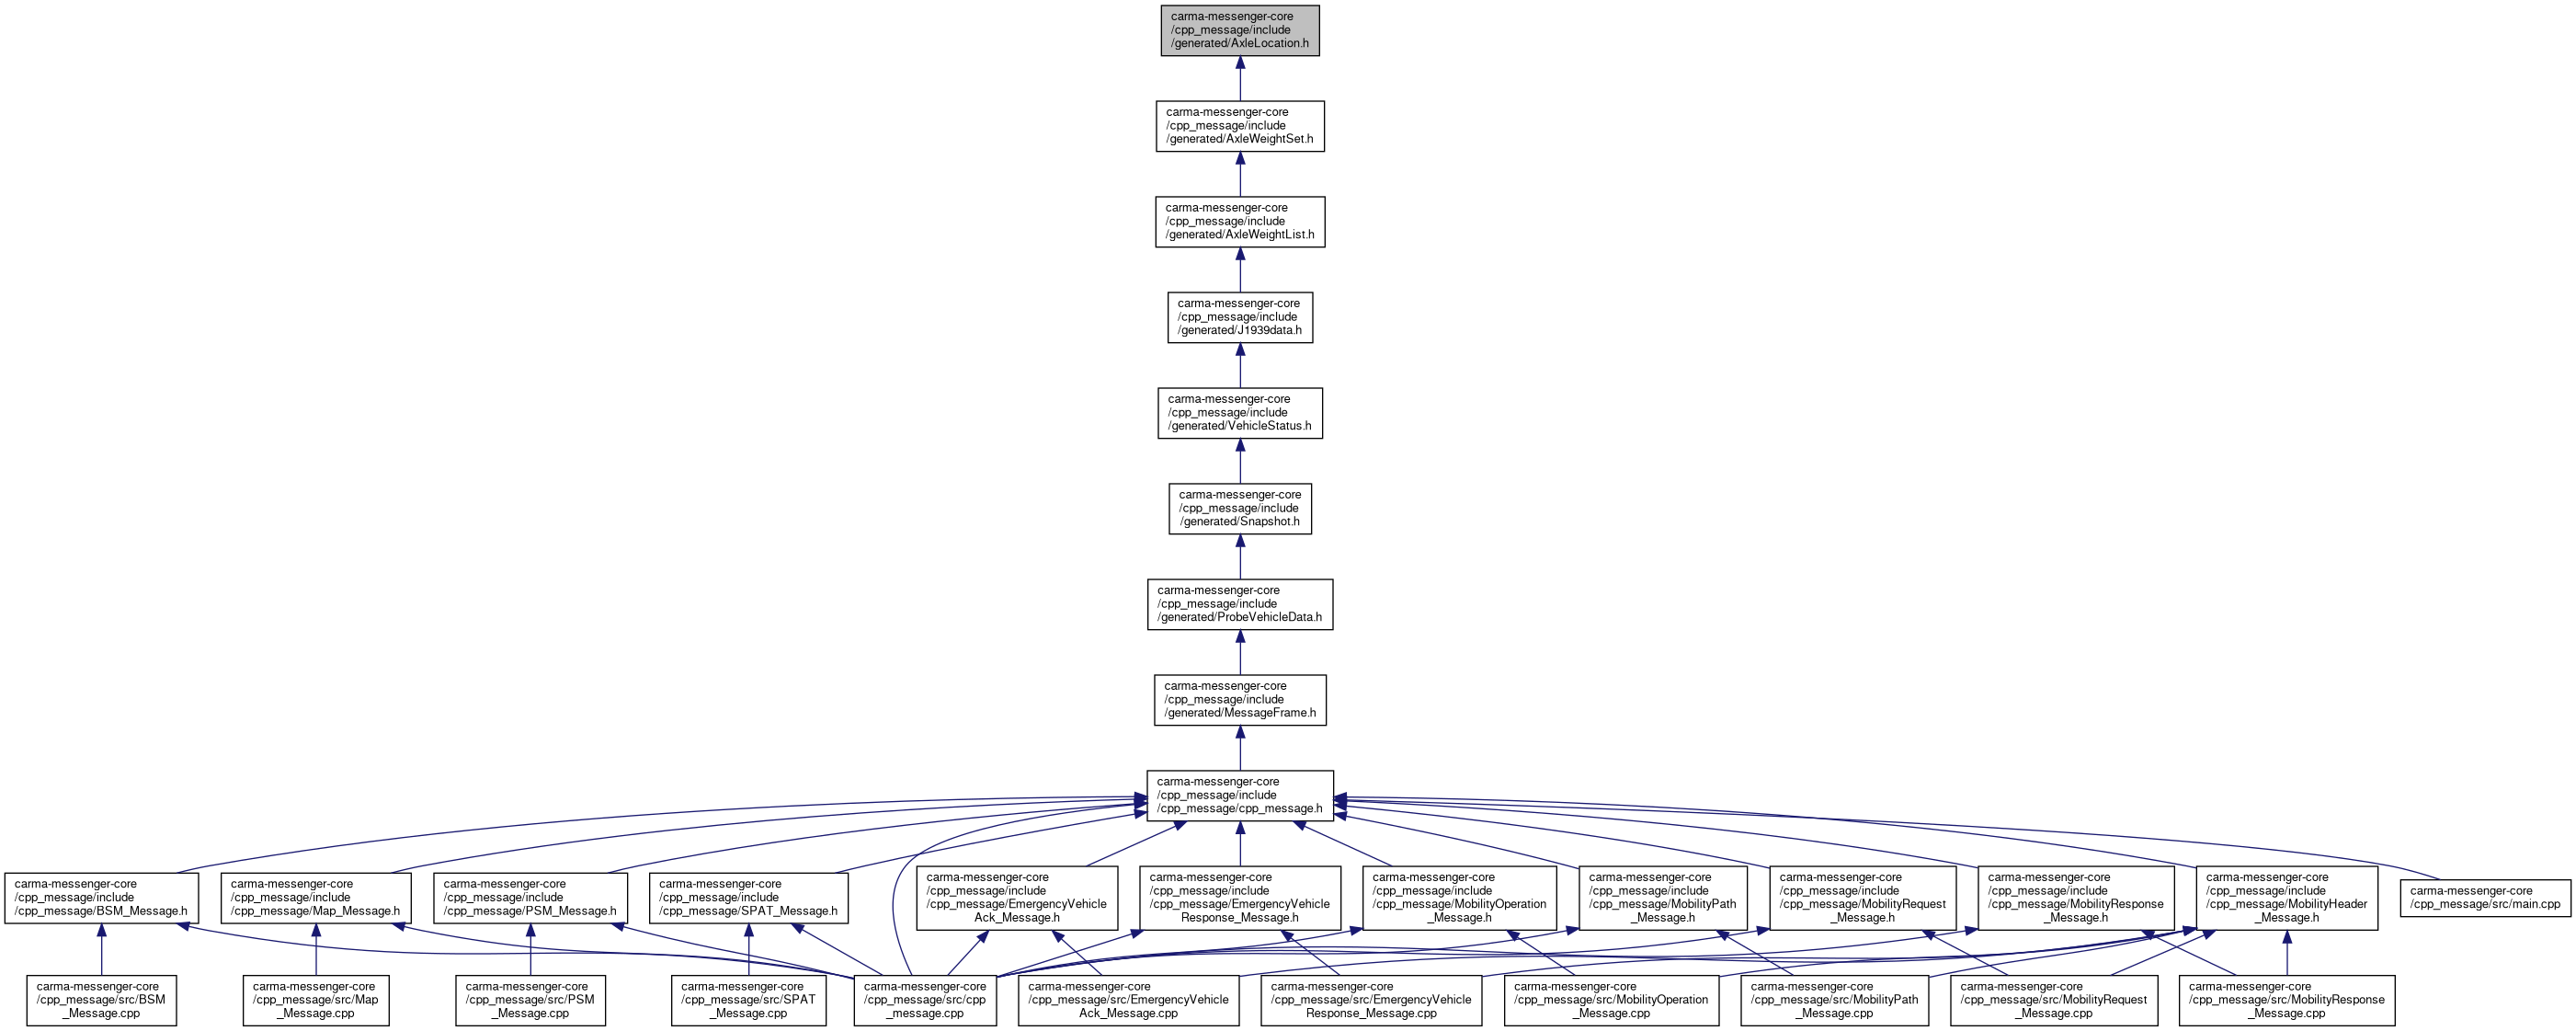 carma-messenger-core
/cpp_message/include
/generated/AxleLocation.h
carma-messenger-core
/cpp_message/include
/generated/AxleWeightSet.h
carma-messenger-core
/cpp_message/include
/generated/AxleWeightList.h
carma-messenger-core
/cpp_message/include
/generated/J1939data.h
carma-messenger-core
/cpp_message/include
/generated/VehicleStatus.h
carma-messenger-core
/cpp_message/include
/generated/Snapshot.h
carma-messenger-core
/cpp_message/include
/generated/ProbeVehicleData.h
carma-messenger-core
/cpp_message/include
/generated/MessageFrame.h
carma-messenger-core
/cpp_message/include
/cpp_message/cpp_message.h
carma-messenger-core
/cpp_message/include
/cpp_message/BSM_Message.h
carma-messenger-core
/cpp_message/include
/cpp_message/Map_Message.h
carma-messenger-core
/cpp_message/include
/cpp_message/PSM_Message.h
carma-messenger-core
/cpp_message/include
/cpp_message/SPAT_Message.h
carma-messenger-core
/cpp_message/include
/cpp_message/EmergencyVehicle
Ack_Message.h
carma-messenger-core
/cpp_message/include
/cpp_message/EmergencyVehicle
Response_Message.h
carma-messenger-core
/cpp_message/include
/cpp_message/MobilityOperation
_Message.h
carma-messenger-core
/cpp_message/include
/cpp_message/MobilityPath
_Message.h
carma-messenger-core
/cpp_message/include
/cpp_message/MobilityRequest
_Message.h
carma-messenger-core
/cpp_message/include
/cpp_message/MobilityResponse
_Message.h
carma-messenger-core
/cpp_message/include
/cpp_message/MobilityHeader
_Message.h
carma-messenger-core
/cpp_message/src/main.cpp
carma-messenger-core
/cpp_message/src/BSM
_Message.cpp
carma-messenger-core
/cpp_message/src/Map
_Message.cpp
carma-messenger-core
/cpp_message/src/PSM
_Message.cpp
carma-messenger-core
/cpp_message/src/SPAT
_Message.cpp
carma-messenger-core
/cpp_message/src/cpp
_message.cpp
carma-messenger-core
/cpp_message/src/EmergencyVehicle
Ack_Message.cpp
carma-messenger-core
/cpp_message/src/EmergencyVehicle
Response_Message.cpp
carma-messenger-core
/cpp_message/src/MobilityOperation
_Message.cpp
carma-messenger-core
/cpp_message/src/MobilityPath
_Message.cpp
carma-messenger-core
/cpp_message/src/MobilityRequest
_Message.cpp
carma-messenger-core
/cpp_message/src/MobilityResponse
_Message.cpp